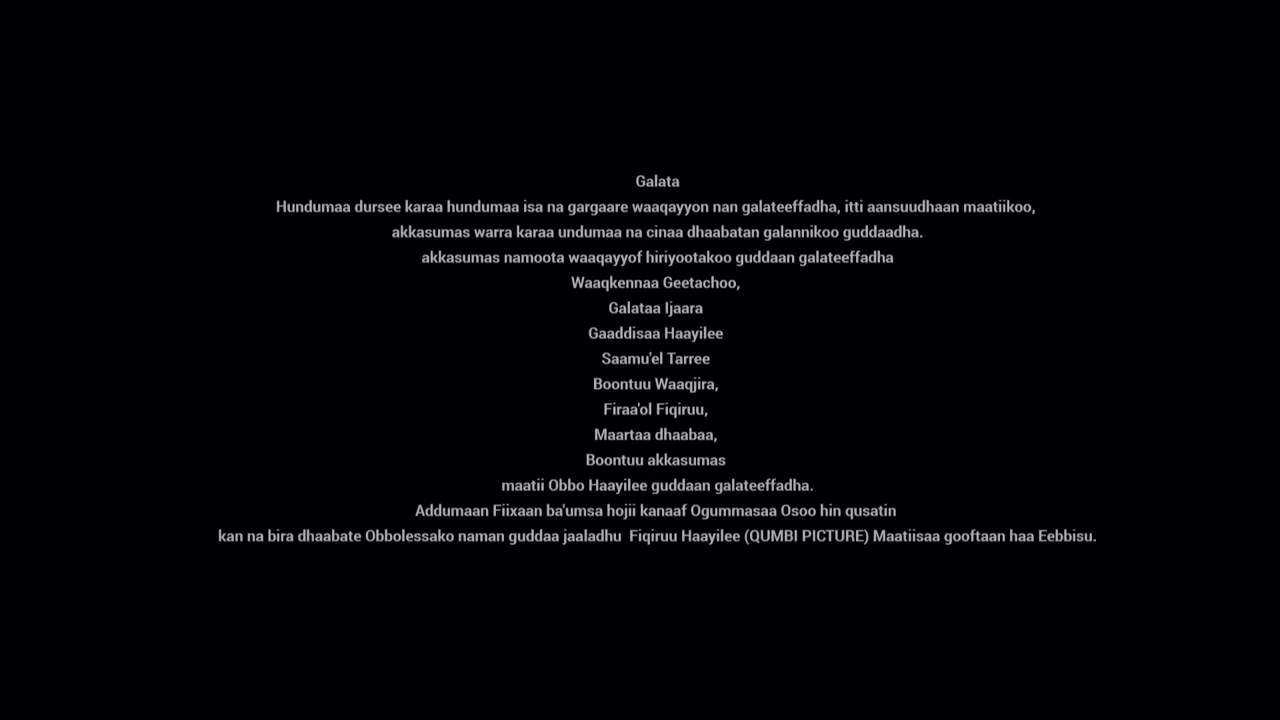 Galata
Hundumaa dursee karaa hundumaa isa na gargaare waaqayyon nan galateeffadha, itti aansuudhaan maatiikoo,
akkasumas warra karaa undumaa na cinaa dhaabatan galannikoo guddaadha.
akkasumas namoota waaqayyof hiriyootakoo guddaan galateeffadha
Waaqkennaa Geetachoo,
Galataa Ijaara
Gaaddisaa Haayilee
Saamu'el Tarree
Boontuu Waaqjira,
Firaa'ol Fiqiruu,
Maartaa dhaabaa,
Boontuu akkasumas
maatii Obbo Haayilee guddaan galateeffadha.
Addumaan Fiixaan ba'umsa hojii kanaaf Ogummasaa Osoo hin qusatin
kan na bira dhaabate Obbolessako naman guddaa jaaladhu  Fiqiruu Haayilee (QUMBI PICTURE) Maatiisaa gooftaan haa Eebbisu.